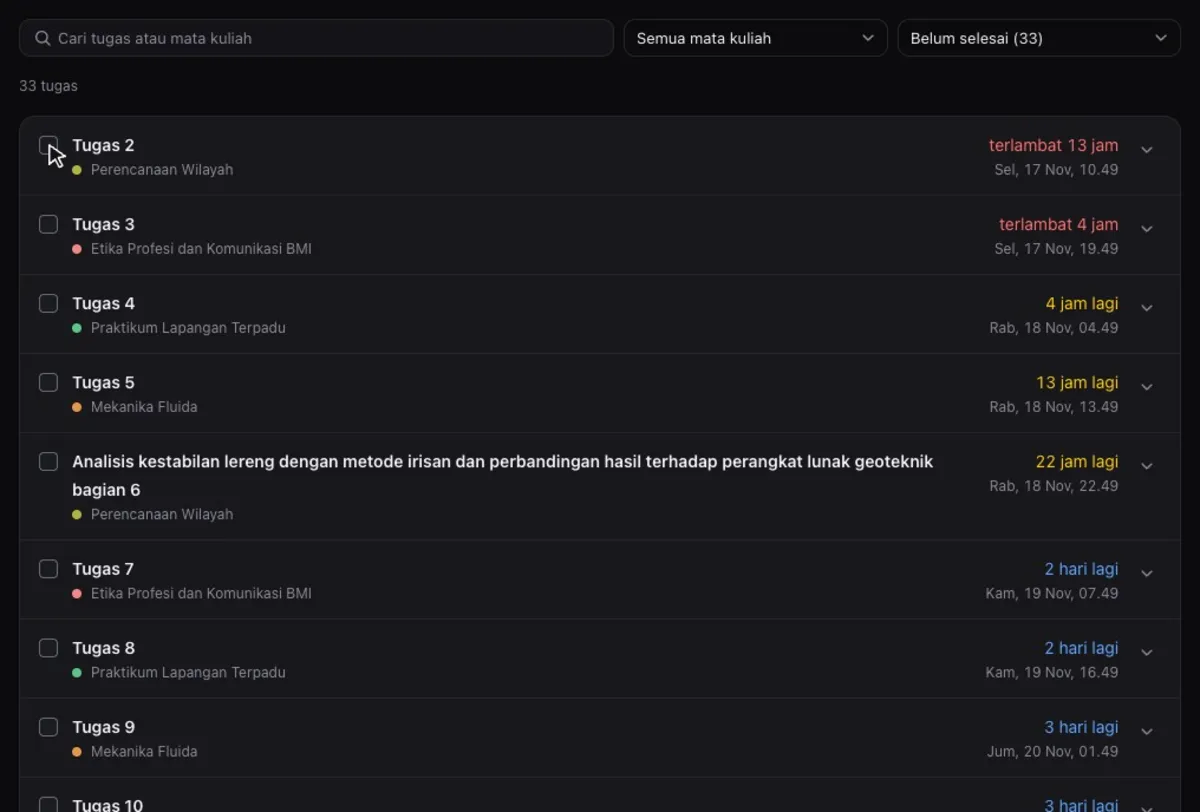 Cari tugas atau mata kuliah
Semua mata kuliah
Belum selesai (33)
33 tugas
Tugas 2
terlambat 13 jam
Perencanaan Wilayah
Sel, 17 Nov, 10.49
Tugas 3
terlambat 4 jam
Etika Profesi dan Komunikasi BMI
Sel, 17 Nov, 19.49
Tugas 4
4 jam lagi
Praktikum Lapangan Terpadu
Rab, 18 Nov, 04.49
Tugas 5
13 jam lagi
Mekanika Fluida
Rab, 18 Nov, 13.49
Analisis kestabilan lereng dengan metode irisan dan perbandingan hasil terhadap perangkat lunak geoteknik
bagian 6
22 jam lagi
Rab, 18 Nov, 22.49
Perencanaan Wilayah
Tugas 7
2 hari lagi
Etika Profesi dan Komunikasi BMI
Kam, 19 Nov, 07.49
Tugas 8
2 hari lagi
Praktikum Lapangan Terpadu
Kam, 19 Nov, 16.49
Tugas 9
3 hari lagi
Mekanika Fluida
Jum, 20 Nov, 01.49
Tugas 10
3 hari lagi